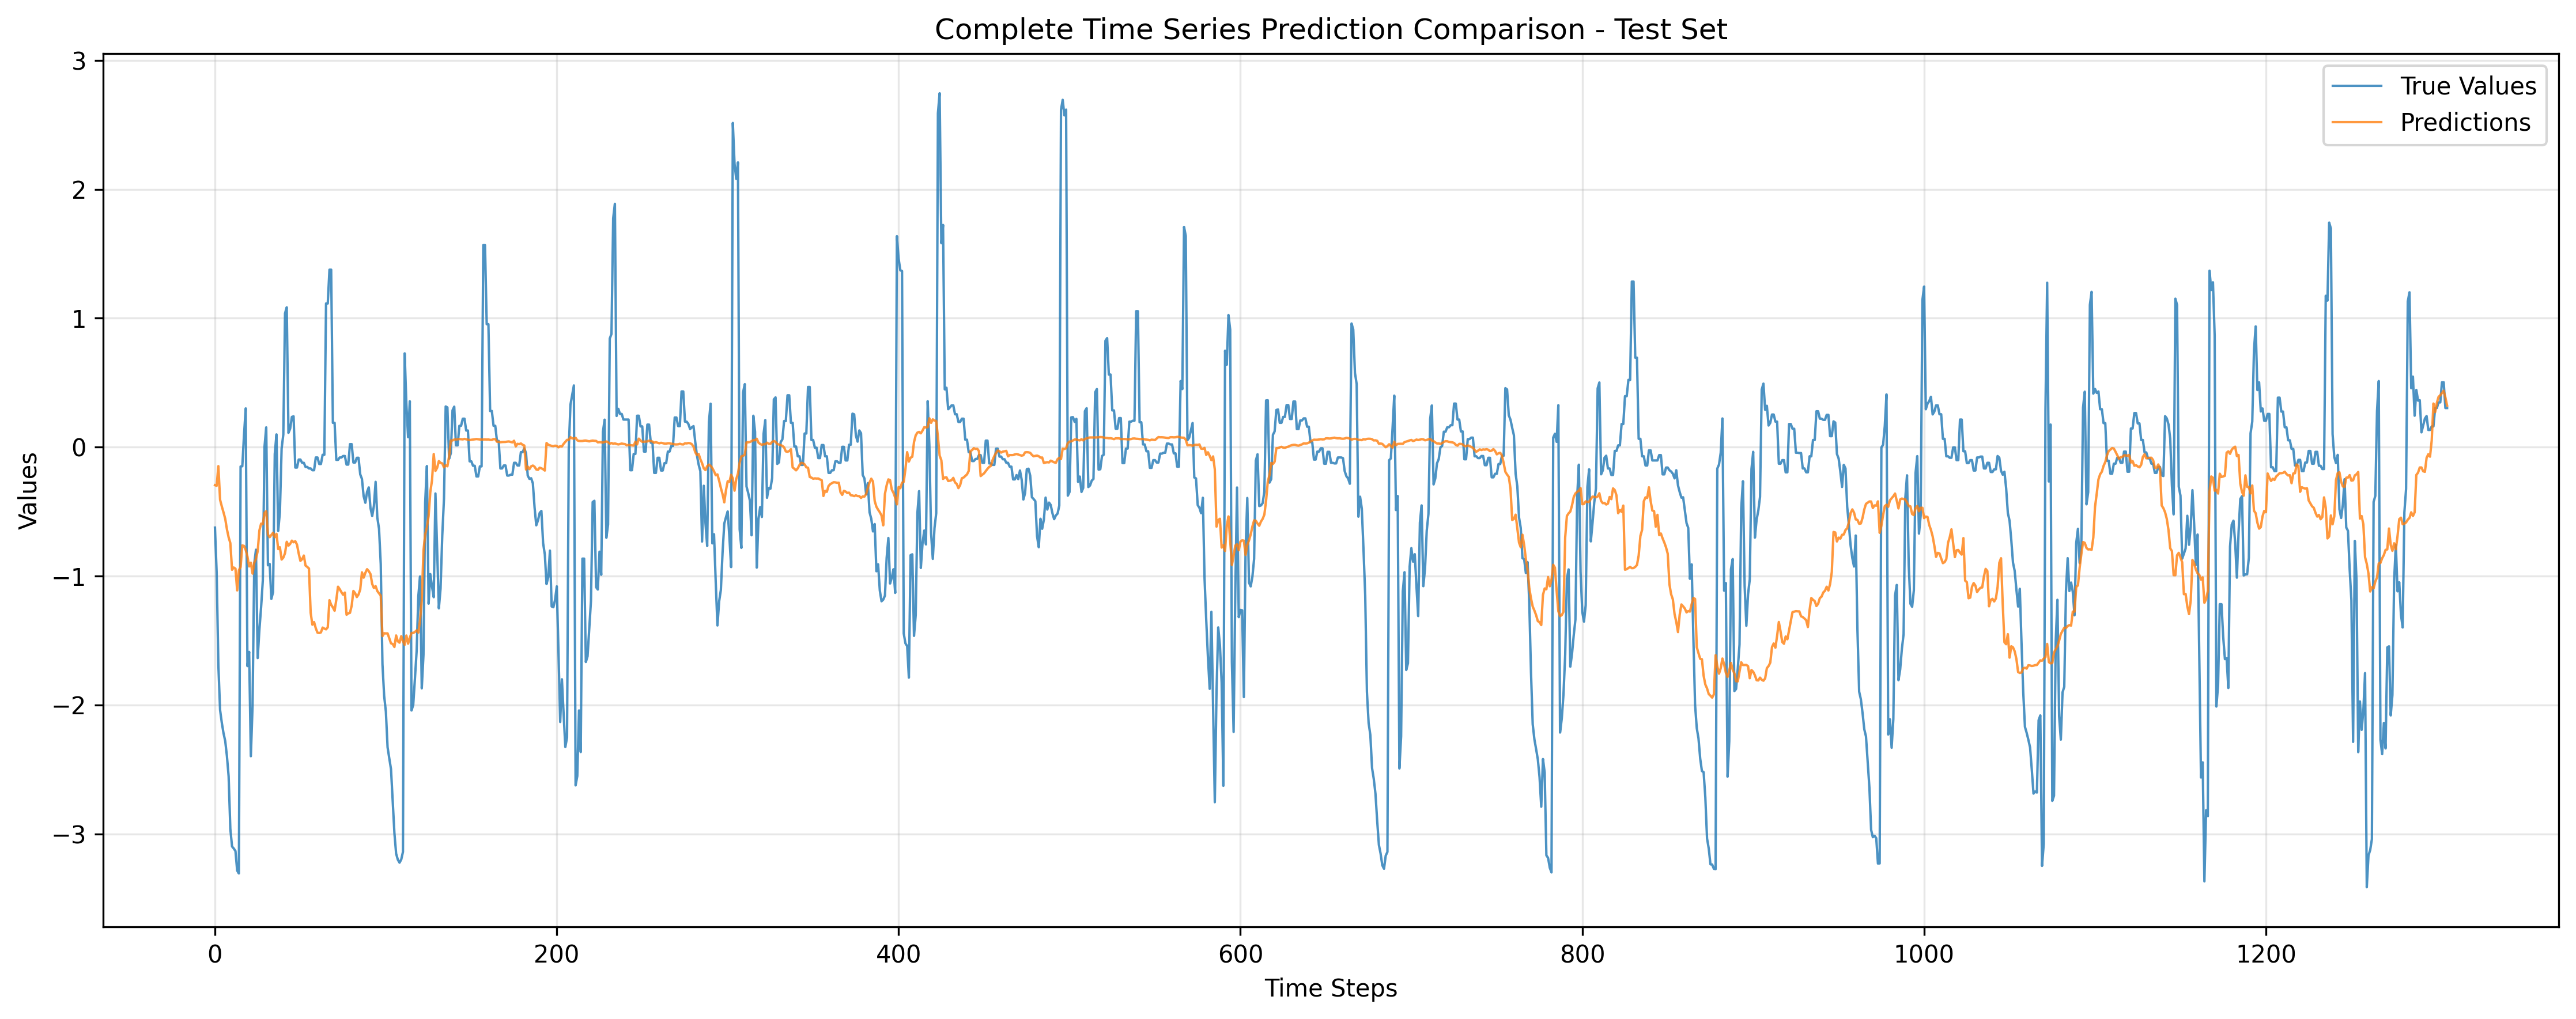 Complete Time Series Prediction Comparison - Test Set
True Values
Predictions
Values
3
2
1
0
−1
−2
−3
0
200
400
600
800
1000
1200
Time Steps